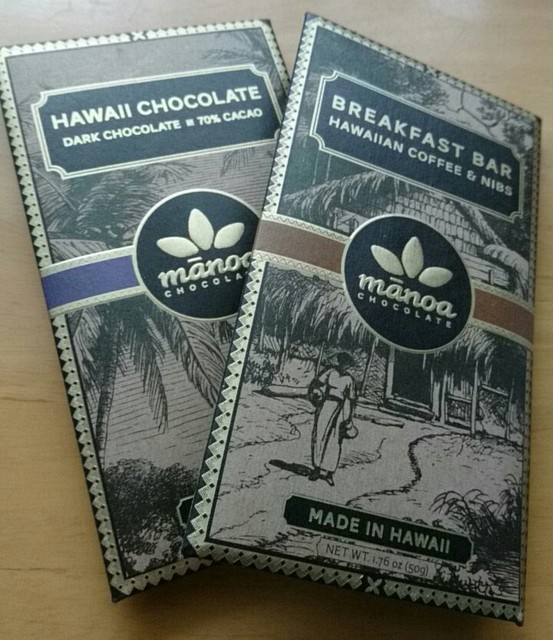 HAWAII CHOCOLATE
DARK CHOCOLATE = 70% CACAO
mānoa
CHOCOLATE
BREAKFAST BAR
HAWAIIAN COFFEE & NIBS
mānoa
CHOCOLATE
MADE IN HAWAII
NET WT. 1.76 oz (50g)